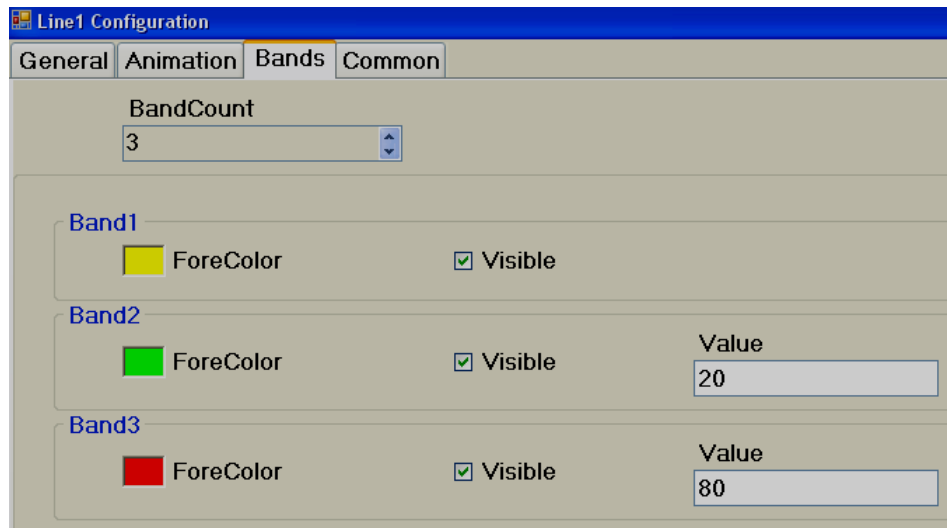 Line1 Configuration
General Animation Bands Common
BandCount
3
Band1
ForeColor Visible
Band2
ForeColor Visible
Value
20
Band3
ForeColor Visible
Value
80